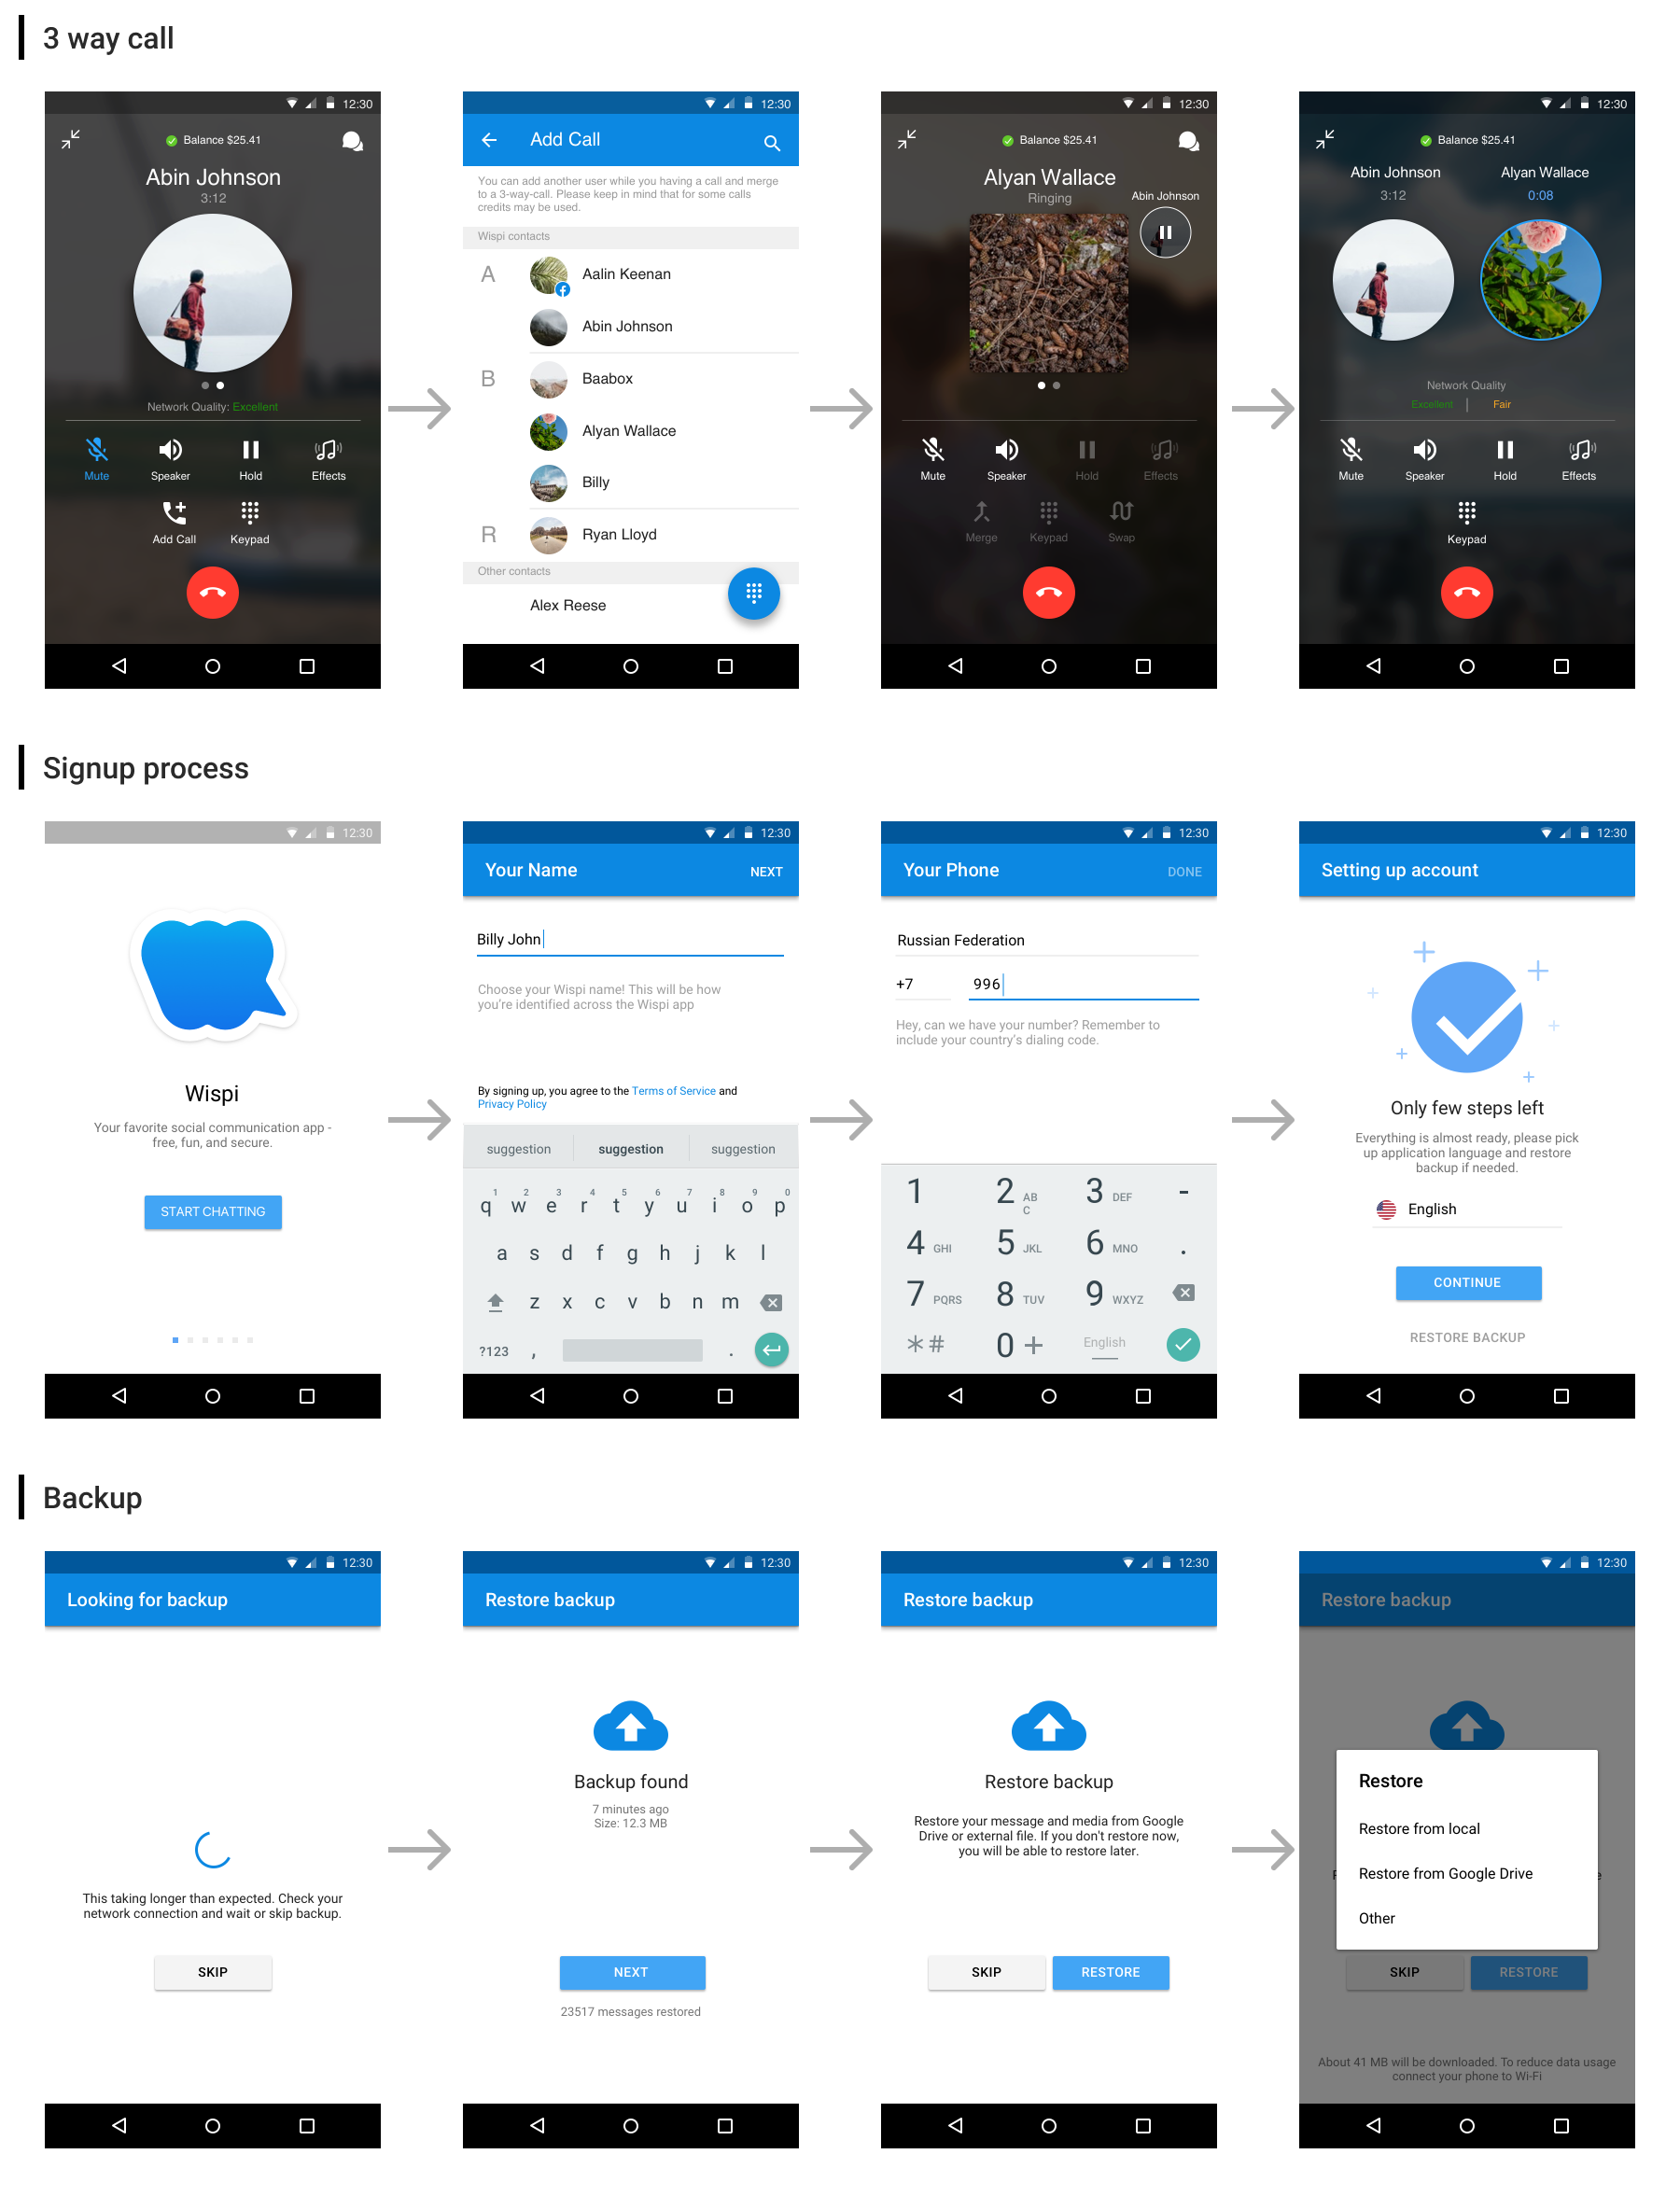 3 way call
12:30
Balance $25.41
Abin Johnson
3:12
Network Quality: Excellent
Mute
Speaker
Hold
Effects
Add Call
Keypad
12:30
Add Call
You can add another user while you having a call and merge
to a 3-way-call. Please keep in mind that for some calls
credits may be used.
Wispi contacts
A
Aalin Keenan
Abin Johnson
B
Baabox
Alyan Wallace
Billy
R
Ryan Lloyd
Other contacts
Alex Reese
12:30
Balance $25.41
Alyan Wallace
Ringing
Abin Johnson
Mute
Speaker
Hold
Effects
Merge
Keypad
Swap
12:30
Balance $25.41
Abin Johnson
3:12
Alyan Wallace
0:08
Network Quality
Excellent | Fair
Mute
Speaker
Hold
Effects
Keypad
Signup process
12:30
Wispi
Your favorite social communication app -
free, fun, and secure.
START CHATTING
12:30
Your Name
NEXT
Billy John
Choose your Wispi name! This will be how
you're identified across the Wispi app
By signing up, you agree to the Terms of Service and
Privacy Policy
suggestion suggestion suggestion
q1 w2 e3 r4 t5 y6 u7 i8 o9 p0
a s d f g h j k l
z x c v b n m
?123 , .
12:30
Your Phone
DONE
Russian Federation
+7 996
Hey, can we have your number? Remember to
include your country's dialing code.
1 2 ABC 3 DEF -
4 GHI 5 JKL 6 MNO .
7 PQRS 8 TUV 9 WXYZ
*# 0 + English
12:30
Setting up account
Only few steps left
Everything is almost ready, please pick
up application language and restore
backup if needed.
English
CONTINUE
RESTORE BACKUP
Backup
12:30
Looking for backup
This taking longer than expected. Check your
network connection and wait or skip backup.
SKIP
12:30
Restore backup
Backup found
7 minutes ago
Size: 12.3 MB
NEXT
23517 messages restored
12:30
Restore backup
Restore backup
Restore your message and media from Google
Drive or external file. If you don't restore now,
you will be able to restore later.
SKIP
RESTORE
12:30
Restore backup
Restore
Restore from local
Restore from Google Drive
Other
SKIP
RESTORE
About 41 MB will be downloaded. To reduce data usage
connect your phone to Wi-Fi